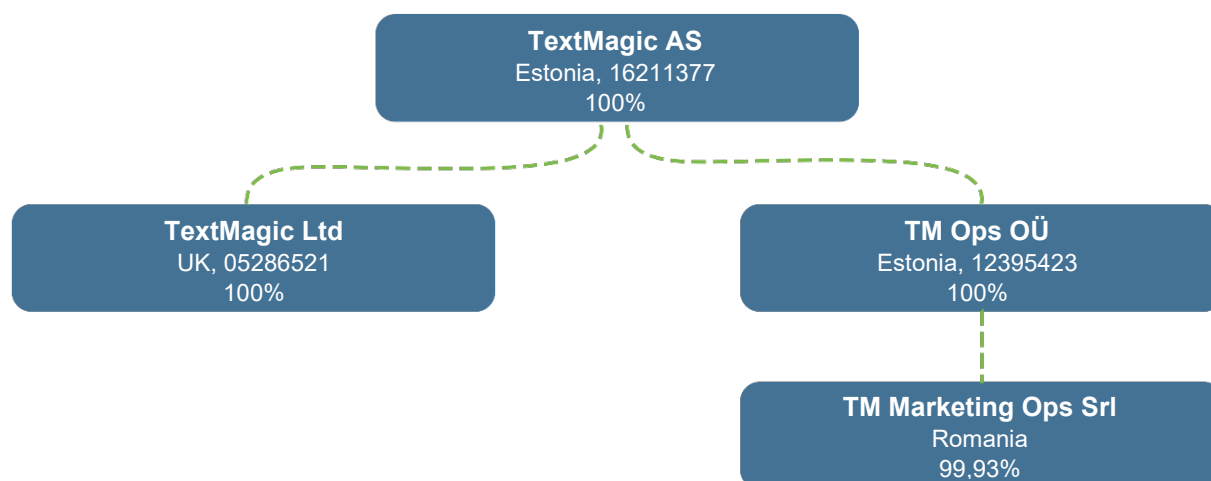 TextMagic AS
Estonia, 16211377
100%
TextMagic Ltd
UK, 05286521
100%
TM Ops OÜ
Estonia, 12395423
100%
TM Marketing Ops Srl
Romania
99,93%